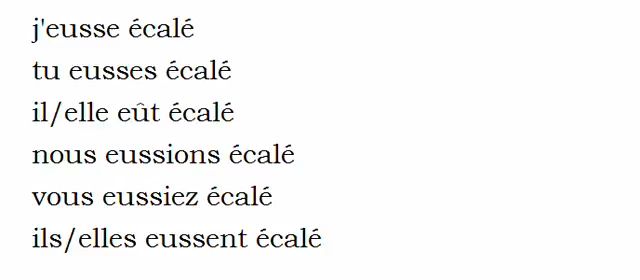 j'eusse écalé
tu eusses écalé
il/elle eût écalé
nous eussions écalé
vous eussiez écalé
ils/elles eussent écalé